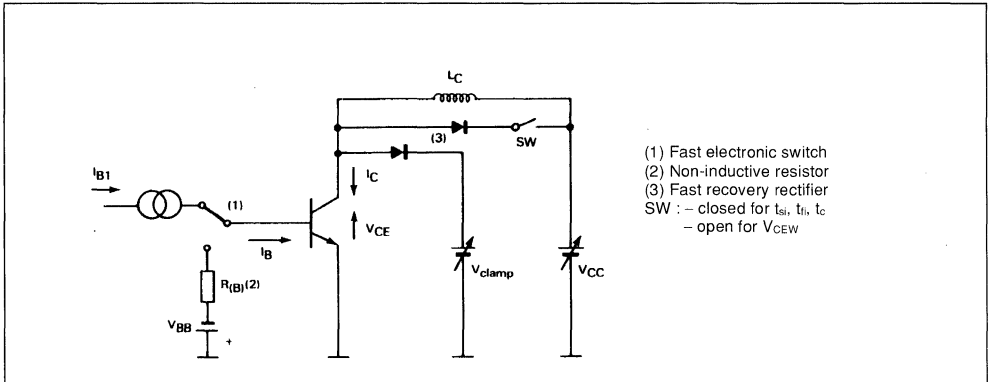 LC
(3)
SW
IB1
(1)
IC
VCE
IB
R(B)(2)
VBB
+
Vclamp
VCC
(1) Fast electronic switch
(2) Non-inductive resistor
(3) Fast recovery rectifier
SW : – closed for tsi, tfi, tc
– open for VCEW